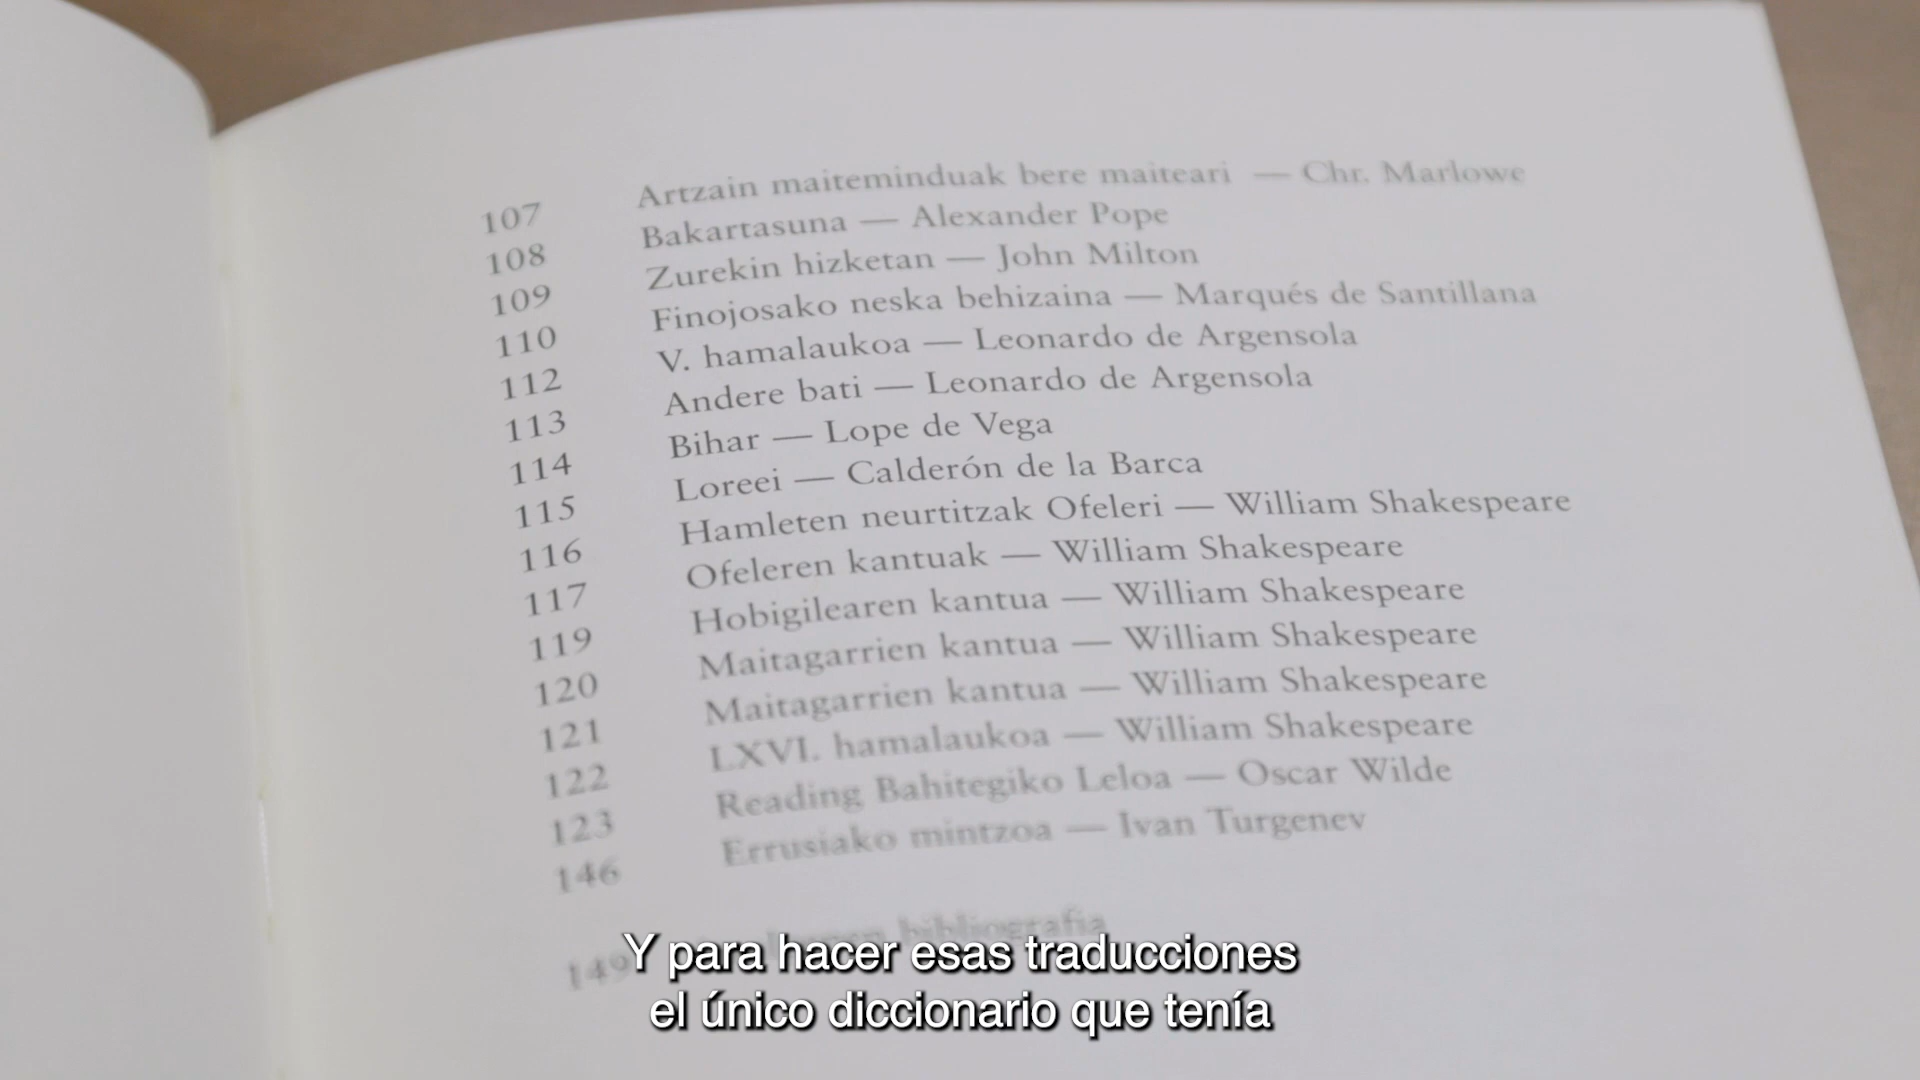 107 Artzain maiteminduak bere maiteari — Chr. Marlowe
108 Bakartasuna — Alexander Pope
109 Zurekin hizketan — John Milton
110 Finojosako neska behizaina — Marqués de Santillana
112 V. hamalaukoa — Leonardo de Argensola
113 Andere bati — Leonardo de Argensola
114 Bihar — Lope de Vega
115 Loreei — Calderón de la Barca
116 Hamleten neurtitzak Ofeleri — William Shakespeare
117 Ofeleren kantuak — William Shakespeare
119 Hobigilearen kantua — William Shakespeare
120 Maitagarrien kantua — William Shakespeare
121 Maitagarrien kantua — William Shakespeare
122 LXVI. hamalaukoa — William Shakespeare
123 Reading Bahitegiko Leloa — Oscar Wilde
146 Errusiako mintzoa — Ivan Turgenev
149 bibliografia
Y para hacer esas traducciones
el único diccionario que tenía